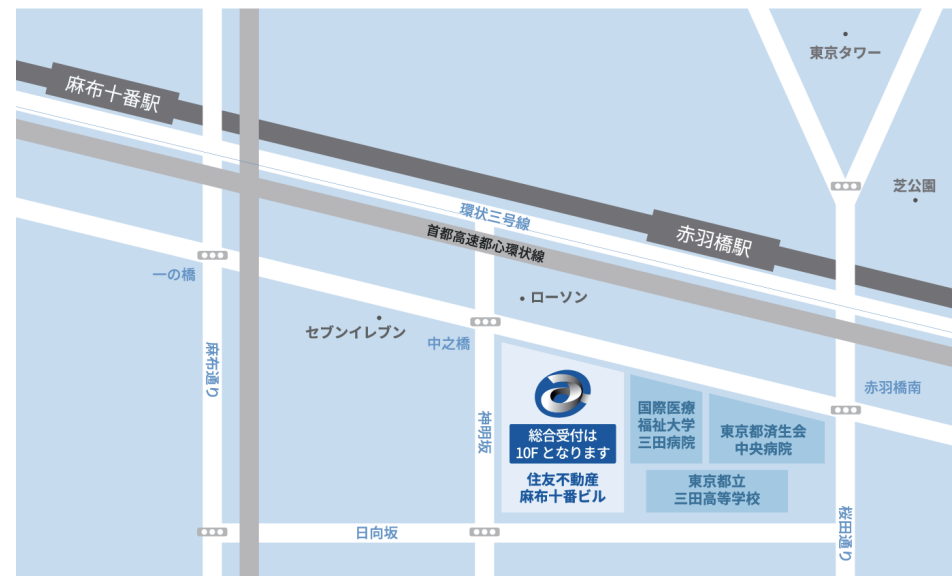 東京タワー
麻布十番駅
芝公園
環状三号線
赤羽橋駅
首都高速都心環状線
一の橋
ローソン
セブンイレブン
中之橋
麻布通り
赤羽橋南
神明坂
総合受付は
10Fとなります
住友不動産
麻布十番ビル
国際医療
福祉大学
三田病院
東京都済生会
中央病院
東京都立
三田高等学校
日向坂
桜田通り